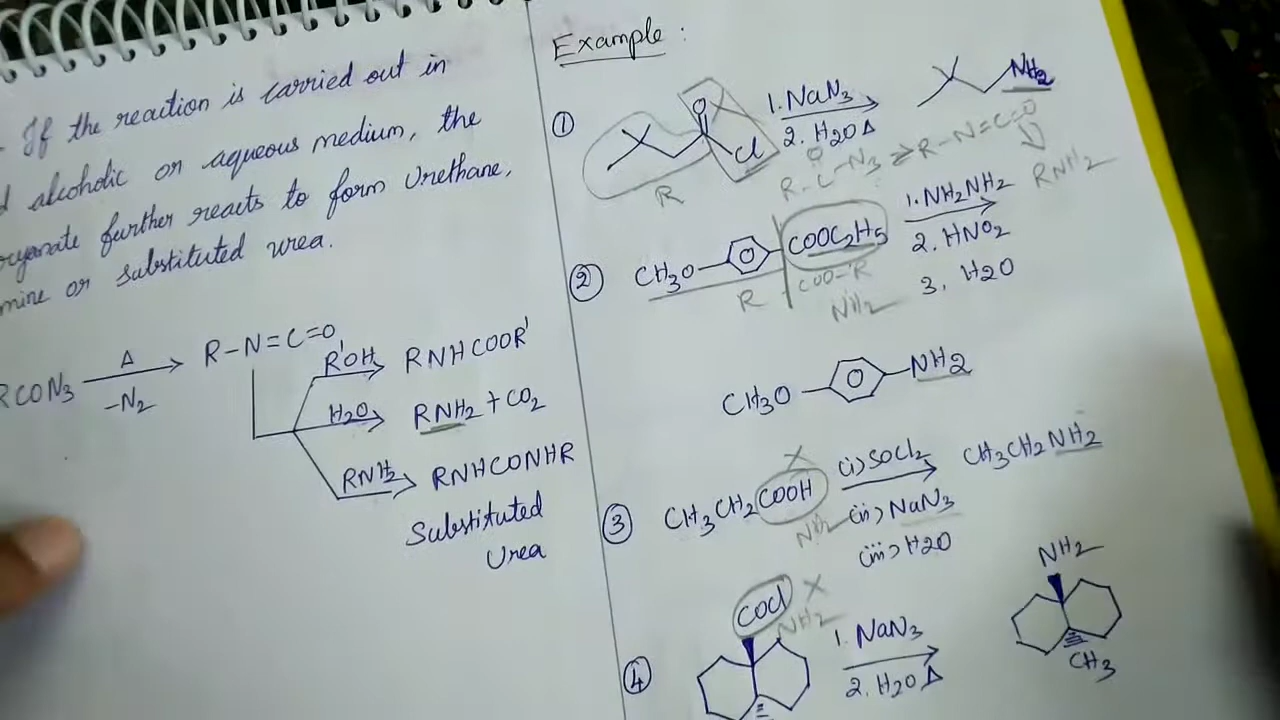 If the reaction is carried out in
alcoholic or aqueous medium, the
further reacts to form Urethane,
or substituted urea.
RCON3 Δ -N2 R-N=C=O
R'OH RNHCOOR'
H2O RNH2 + CO2
RNH2 RNHCONHR
Substituted
Urea
Example :
① O Cl 1. NaN3 2. H2O Δ NH2
R
O
R-C-N3 ⇒ R-N=C=O
RNH2
② CH3O COOC2H5 1. NH2NH2
2. HNO2
3. H2O
R COO-R
NH2
CH3O NH2
③ CH3CH2COOH (i) SOCl2 CH3CH2NH2
X
NH2
(ii) NaN3
(iii) H2O
④ COCl X
NH2
1. NaN3
2. H2O Δ
NH2
CH3